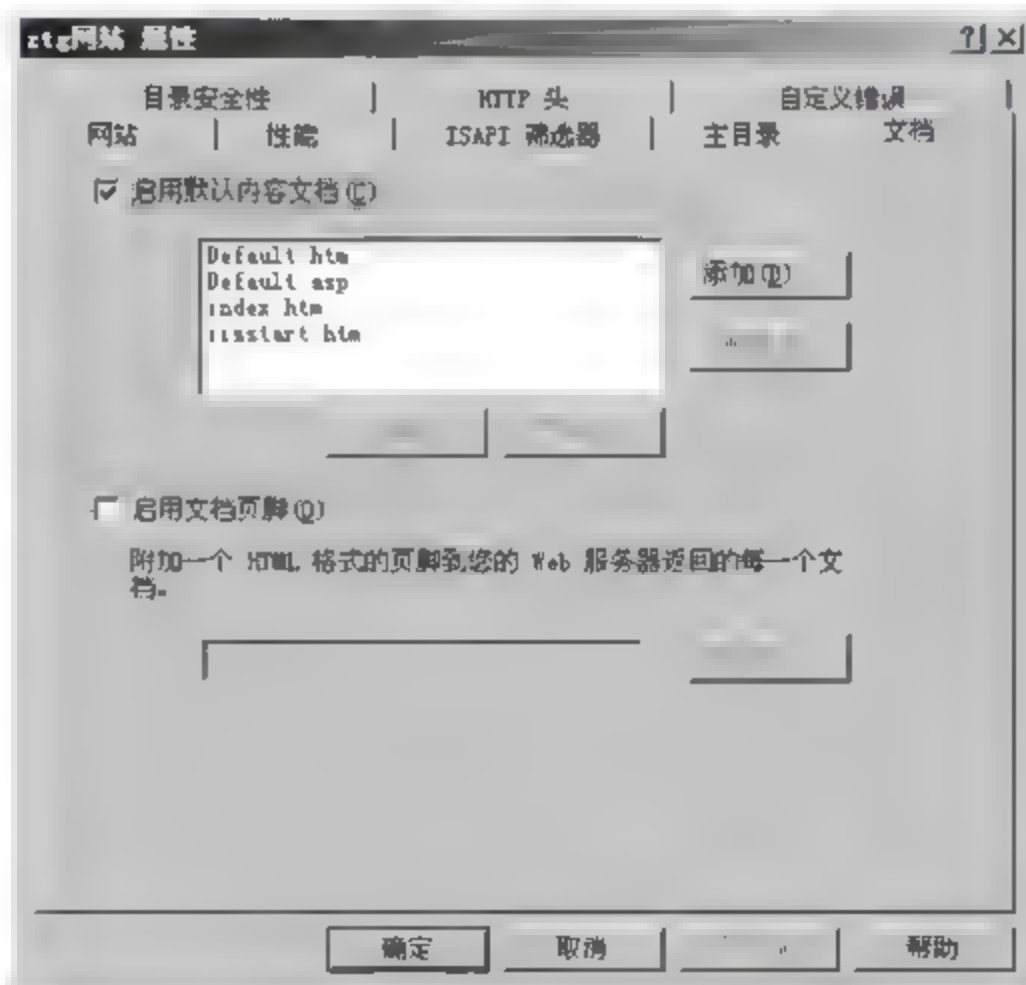 rtg网站 属性
目录安全性 HTTP 头 自定义错误
网站 性能 ISAPI 筛选器 主目录 文档
启用默认内容文档(C)
Default htm
Default asp
index htm
iisstart htm
添加(D)
启用文档页脚(O)
附加一个 HTML 格式的页脚到您的 Web 服务器返回的每一个文
档。
确定 取消 帮助